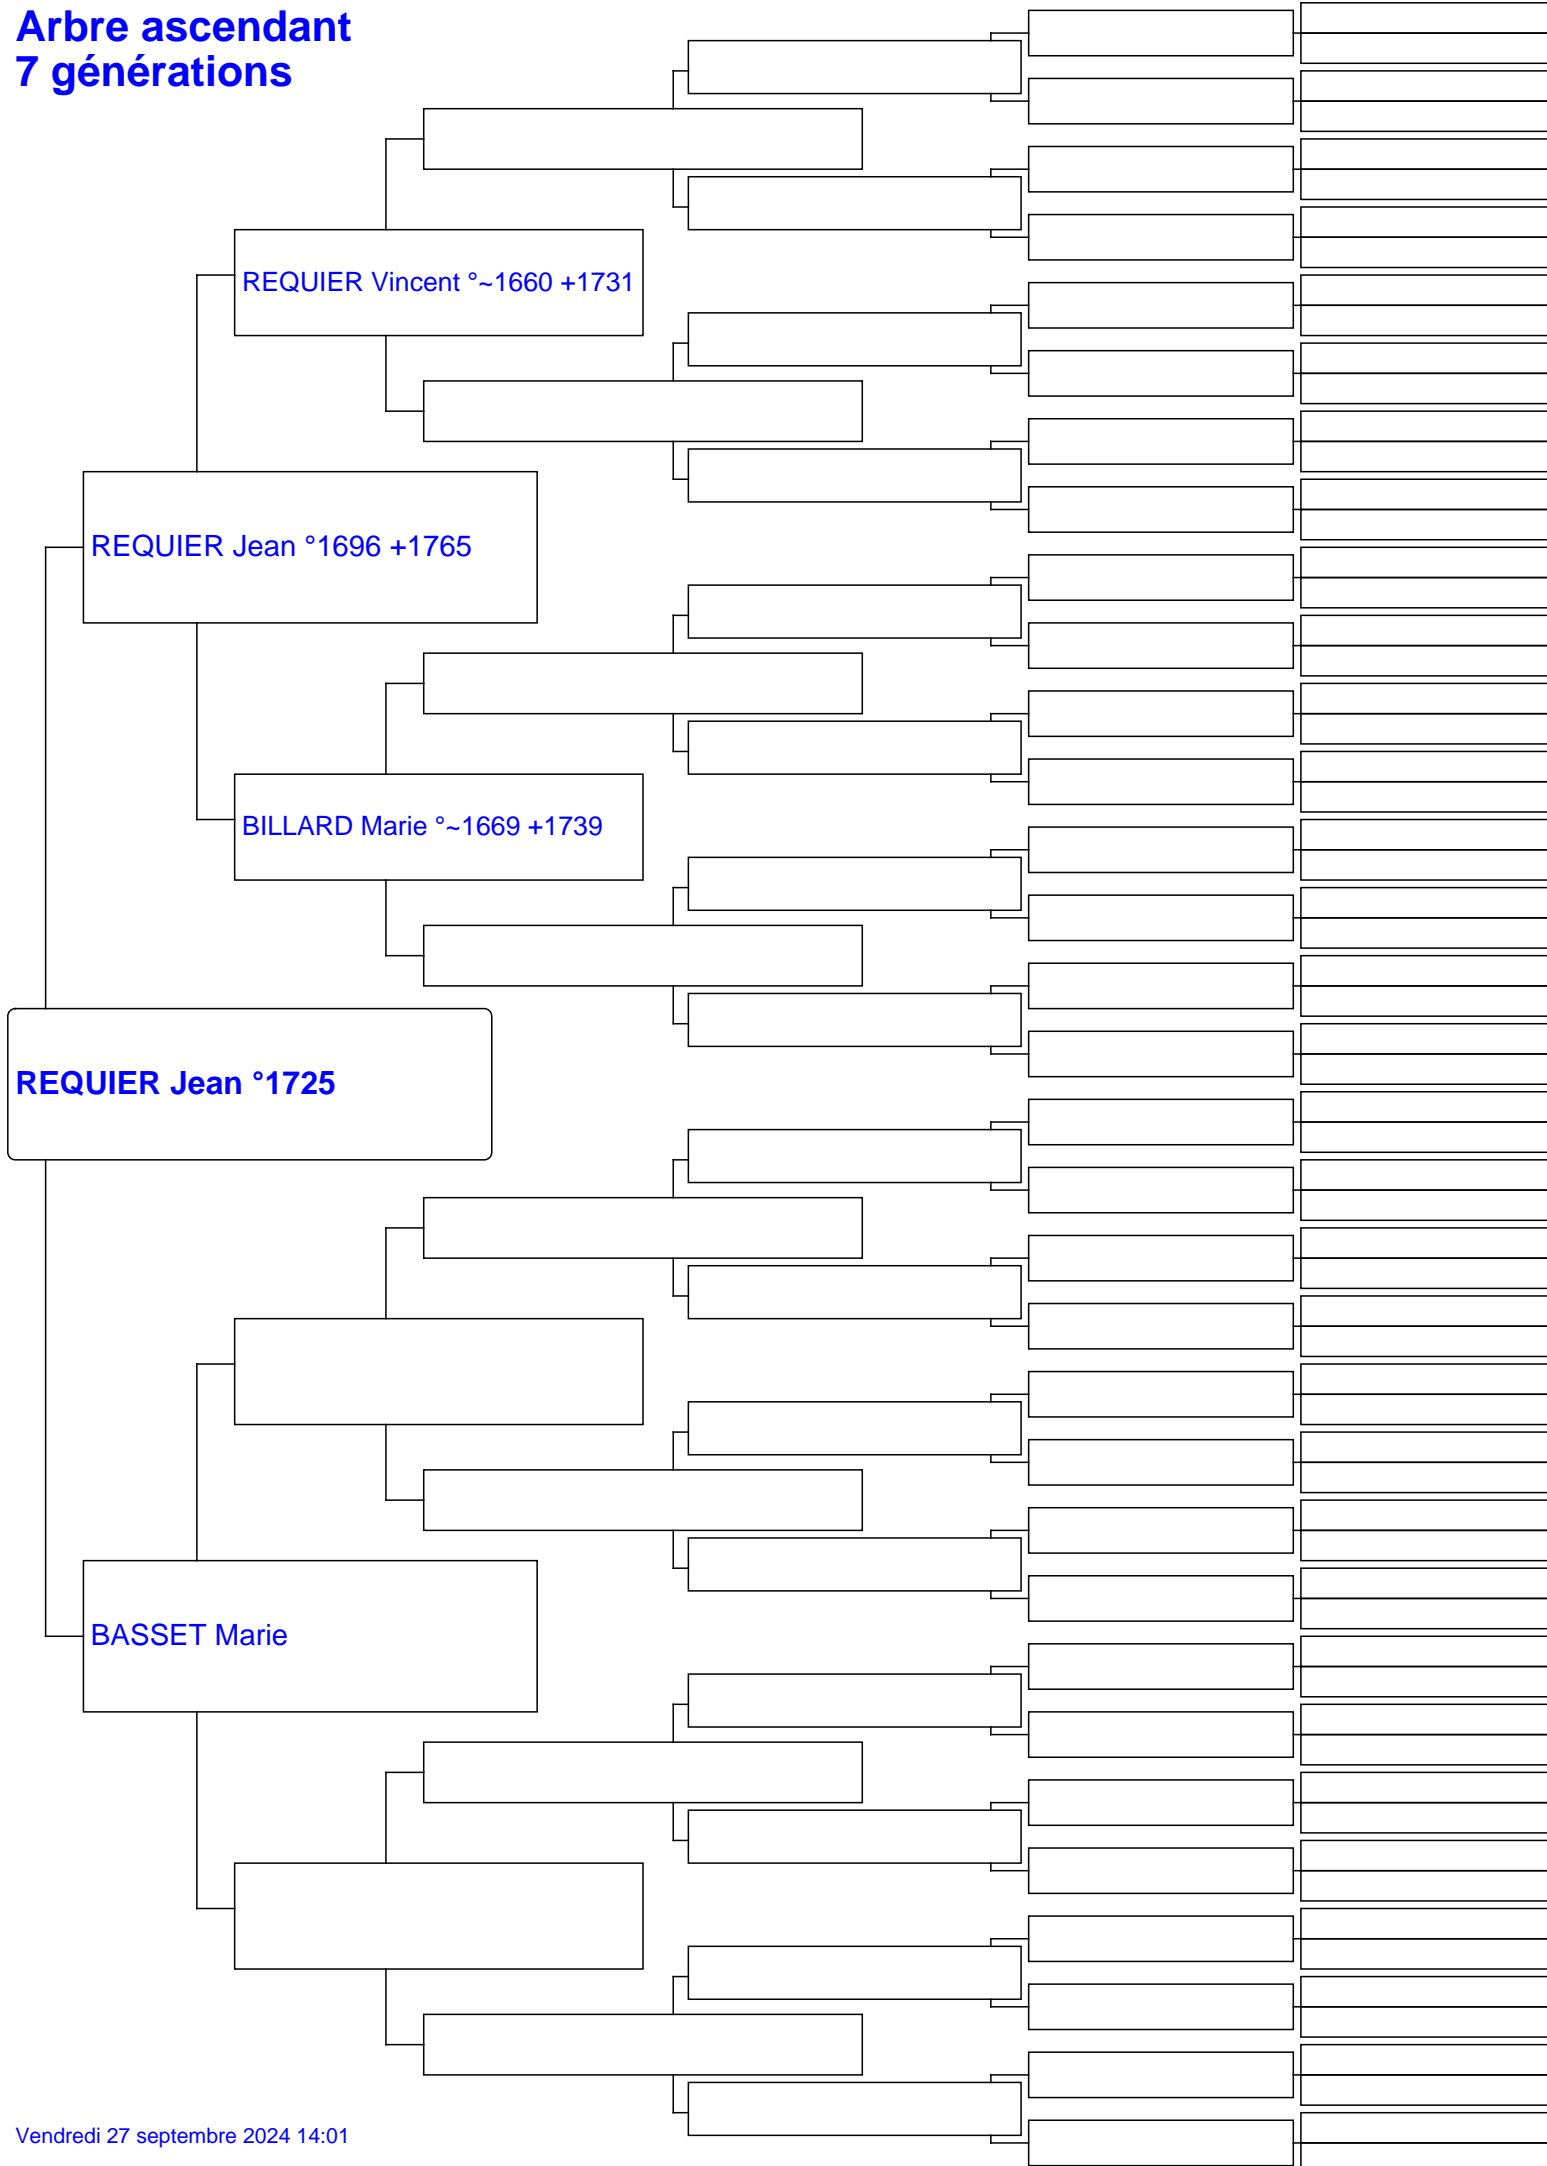 Arbre ascendant
7 générations
REQUIER Vincent °~1660 +1731
REQUIER Jean °1696 +1765
BILLARD Marie °~1669 +1739
REQUIER Jean °1725
BASSET Marie
Vendredi 27 septembre 2024 14:01